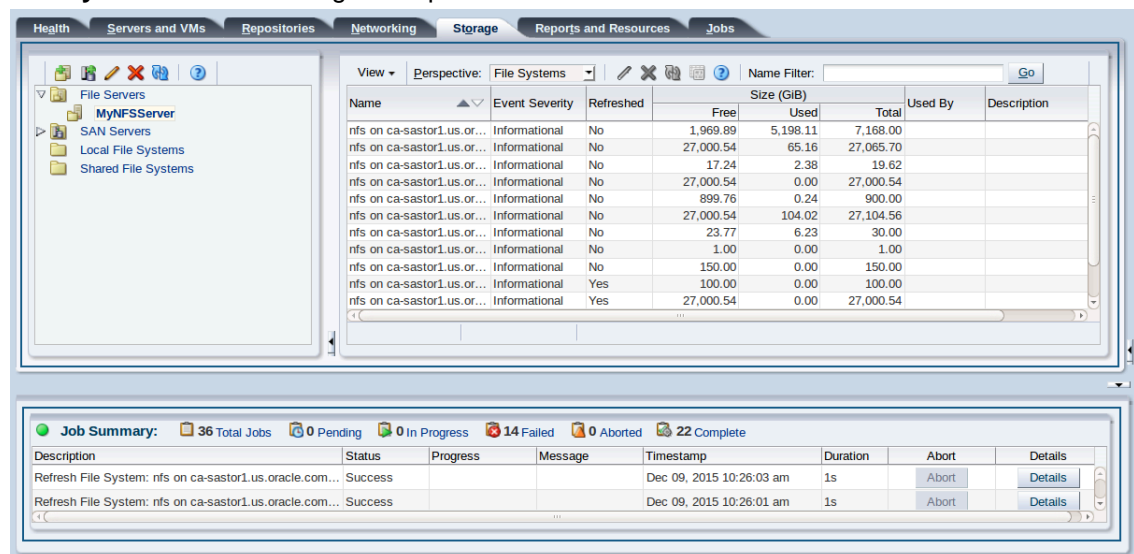 Health Servers and VMs Repositories Networking Storage Reports and Resources Jobs
View Perspective: File Systems Name Filter: Go
File Servers
MyNFSServer
SAN Servers
Local File Systems
Shared File Systems
Name Event Severity Refreshed Size (GiB) Used By Description
Free Used Total
nfs on ca-sastor1.us.or... Informational No 1,969.89 5,198.11 7,168.00
nfs on ca-sastor1.us.or... Informational No 27,000.54 65.16 27,065.70
nfs on ca-sastor1.us.or... Informational No 17.24 2.38 19.62
nfs on ca-sastor1.us.or... Informational No 27,000.54 0.00 27,000.54
nfs on ca-sastor1.us.or... Informational No 899.76 0.24 900.00
nfs on ca-sastor1.us.or... Informational No 27,000.54 104.02 27,104.56
nfs on ca-sastor1.us.or... Informational No 23.77 6.23 30.00
nfs on ca-sastor1.us.or... Informational No 1.00 0.00 1.00
nfs on ca-sastor1.us.or... Informational No 150.00 0.00 150.00
nfs on ca-sastor1.us.or... Informational Yes 100.00 0.00 100.00
nfs on ca-sastor1.us.or... Informational Yes 27,000.54 0.00 27,000.54
Job Summary: 36 Total Jobs 0 Pending 0 In Progress 14 Failed 0 Aborted 22 Complete
Description Status Progress Message Timestamp Duration Abort Details
Refresh File System: nfs on ca-sastor1.us.oracle.com... Success Dec 09, 2015 10:26:03 am 1s Abort Details
Refresh File System: nfs on ca-sastor1.us.oracle.com... Success Dec 09, 2015 10:26:01 am 1s Abort Details